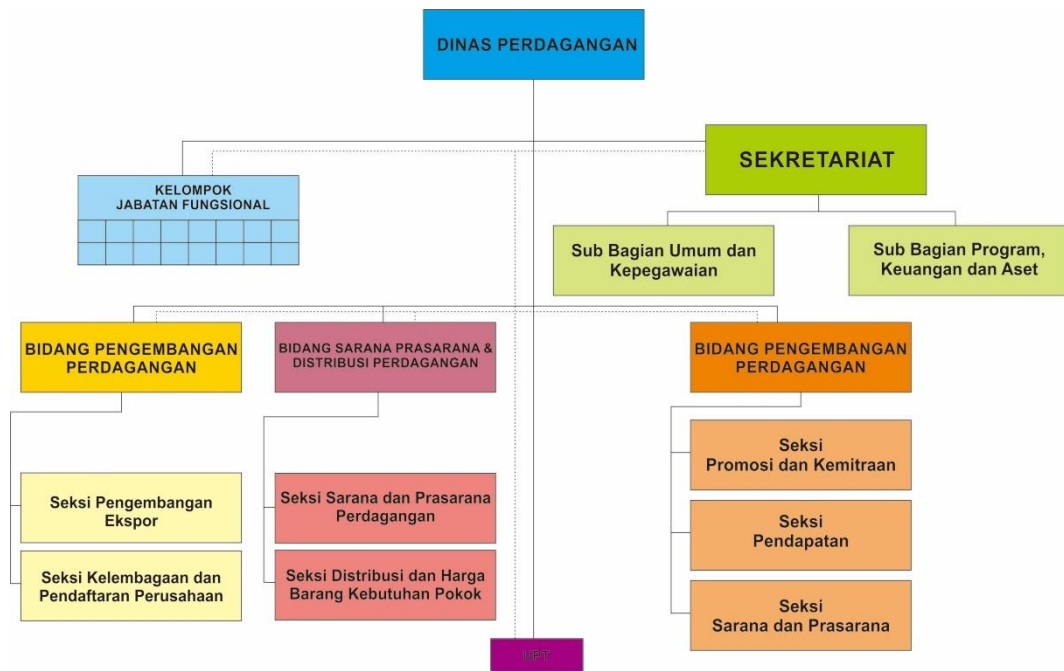 DINAS PERDAGANGAN
SEKRETARIAT
KELOMPOK
JABATAN FUNGSIONAL
Sub Bagian Umum dan
Kepegawaian
Sub Bagian Program,
Keuangan dan Aset
BIDANG PENGEMBANGAN
PERDAGANGAN
BIDANG SARANA PRASARANA &
DISTRIBUSI PERDAGANGAN
BIDANG PENGEMBANGAN
PERDAGANGAN
Seksi Pengembangan
Ekspor
Seksi Kelembagaan dan
Pendaftaran Perusahaan
Seksi Sarana dan Prasarana
Perdagangan
Seksi Distribusi dan Harga
Barang Kebutuhan Pokok
Seksi
Promosi dan Kemitraan
Seksi
Pendapatan
Seksi
Sarana dan Prasarana
UPT